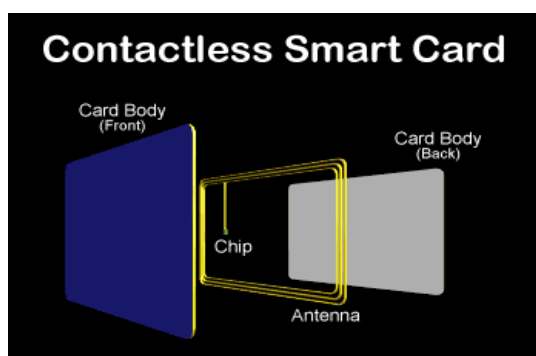 Contactless Smart Card
Card Body
(Front)
Card Body
(Back)
Chip
Antenna